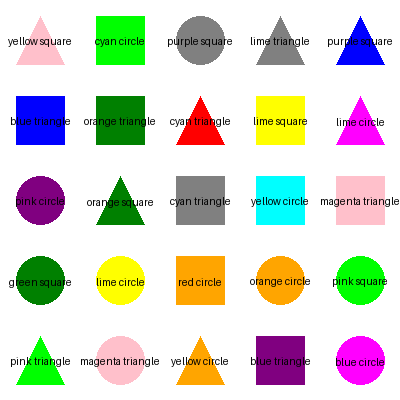 yellow square cyan circle purple square lime triangle purple square
blue triangle orange triangle cyan triangle lime square lime circle
pink circle orange square cyan triangle yellow circle magenta triangle
green square lime circle red circle orange circle pink square
pink triangle magenta triangle yellow circle blue triangle blue circle